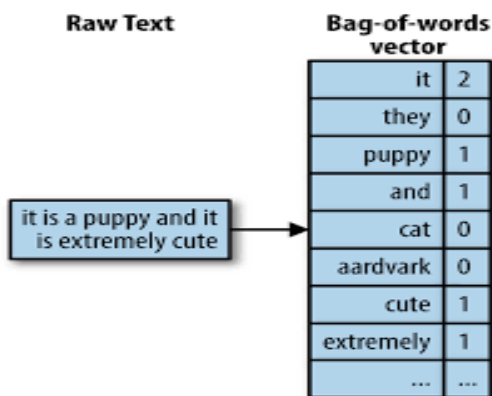 Raw Text
Bag-of-words
vector
it is a puppy and it
is extremely cute
it 2
they 0
puppy 1
and 1
cat 0
aardvark 0
cute 1
extremely 1
... ...